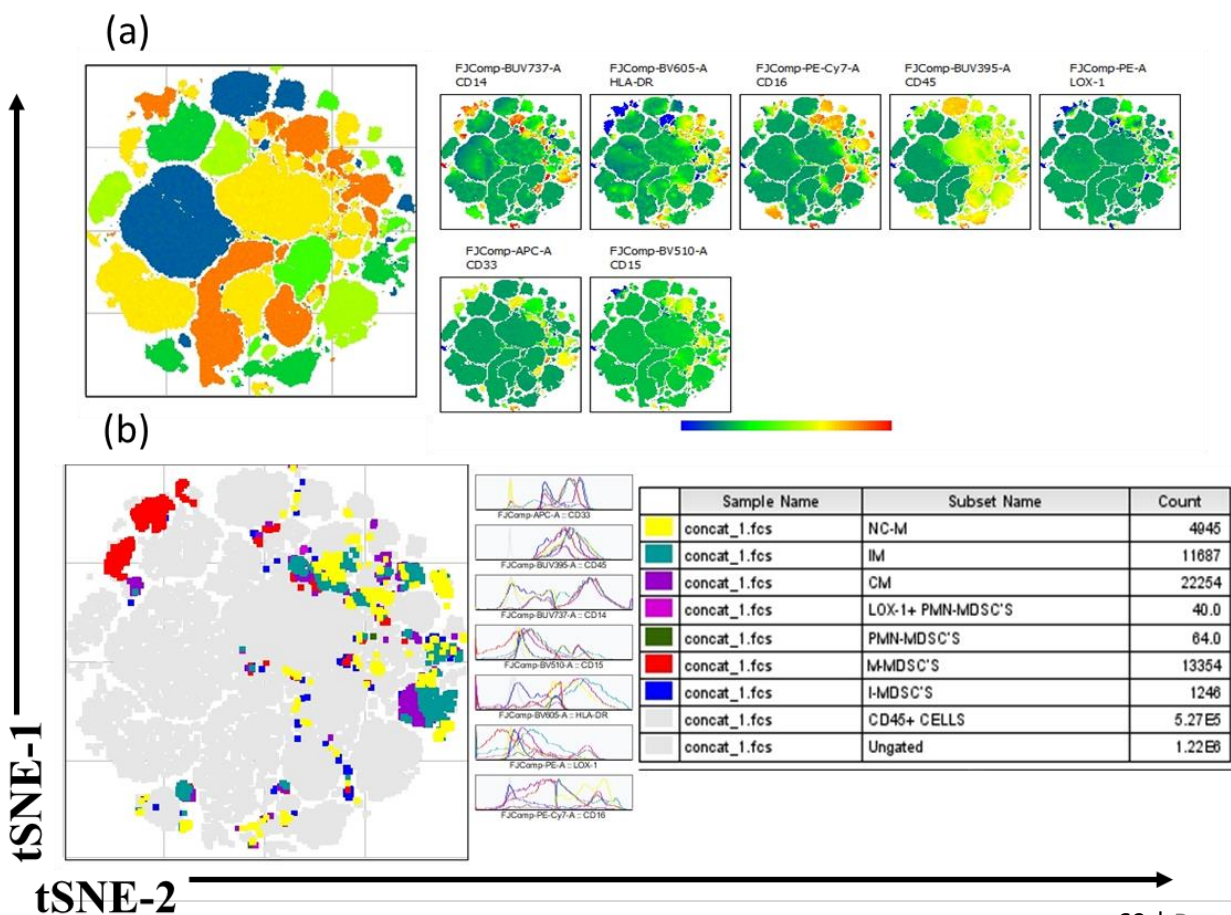 (a)
FJComp-BUV737-A
CD14
FJComp-BV605-A
HLA-DR
FJComp-PE-Cy7-A
CD16
FJComp-BUV395-A
CD45
FJComp-PE-A
LOX-1
FJComp-APC-A
CD33
FJComp-BV510-A
CD15
(b)
FJComp-APC-A :: CD33
FJComp-BUV395-A :: CD45
FJComp-BUV737-A :: CD14
FJComp-BV510-A :: CD15
FJComp-BV605-A :: HLA-DR
FJComp-PE-A :: LOX-1
FJComp-PE-Cy7-A :: CD16
Sample Name Subset Name Count
concat_1.fcs NC-M 4945
concat_1.fcs IM 11687
concat_1.fcs CM 22254
concat_1.fcs LOX-1+ PMN-MDSC'S 40.0
concat_1.fcs PMN-MDSC'S 64.0
concat_1.fcs M-MDSC'S 13354
concat_1.fcs I-MDSC'S 1246
concat_1.fcs CD45+ CELLS 5.27E5
concat_1.fcs Ungated 1.22E6
tSNE-1
tSNE-2